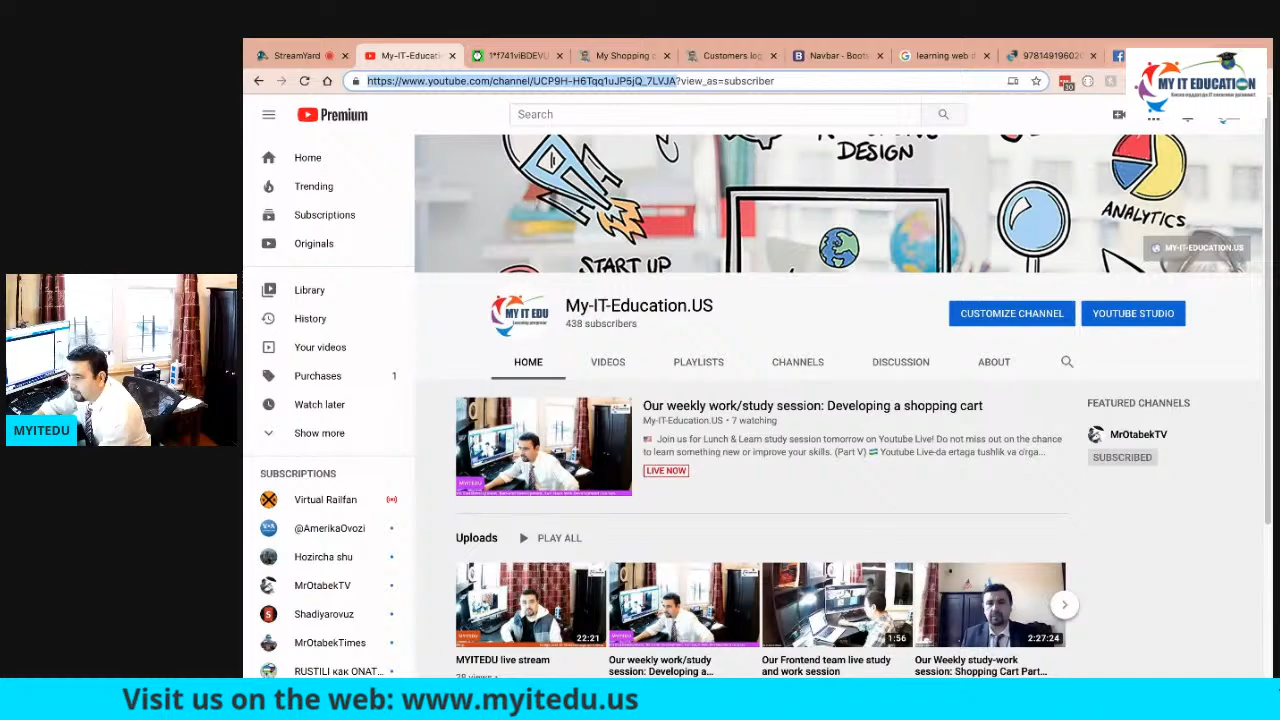 StreamYard
My-IT-Educati
1*f741viBDEVU
My Shopping c
Customers log
Navbar - Boots
learning web d
9781491960202
https://www.youtube.com/channel/UCP9H-H6Tqq1uJP5jQ_7LVJA?view_as=subscriber
30
MY IT EDUCATION
Premium
Search
Home
Trending
Subscriptions
Originals
Library
History
Your videos
Purchases 1
Watch later
Show more
SUBSCRIPTIONS
Virtual Railfan
@AmerikaOvozi
Hozircha shu
MrOtabekTV
Shadiyarovuz
MrOtabekTimes
RUSTILI как ONAT...
DESIGN
START UP
ANALYTICS
MY-IT-EDUCATION.US
MY IT EDU
My-IT-Education.US
438 subscribers
CUSTOMIZE CHANNEL
YOUTUBE STUDIO
HOME VIDEOS PLAYLISTS CHANNELS DISCUSSION ABOUT
Our weekly work/study session: Developing a shopping cart
My-IT-Education.US • 7 watching
Join us for Lunch & Learn study session tomorrow on Youtube Live! Do not miss out on the chance
to learn something new or improve your skills. (Part V) Youtube Live-da ertaga tushlik va o'rga...
LIVE NOW
FEATURED CHANNELS
MrOtabekTV
SUBSCRIBED
Uploads PLAY ALL
22:21
1:56
2:27:24
MYITEDU live stream
Our weekly work/study
session: Developing a...
Our Frontend team live study
and work session
Our Weekly study-work
session: Shopping Cart Part...
MYITEDU
Visit us on the web: www.myitedu.us